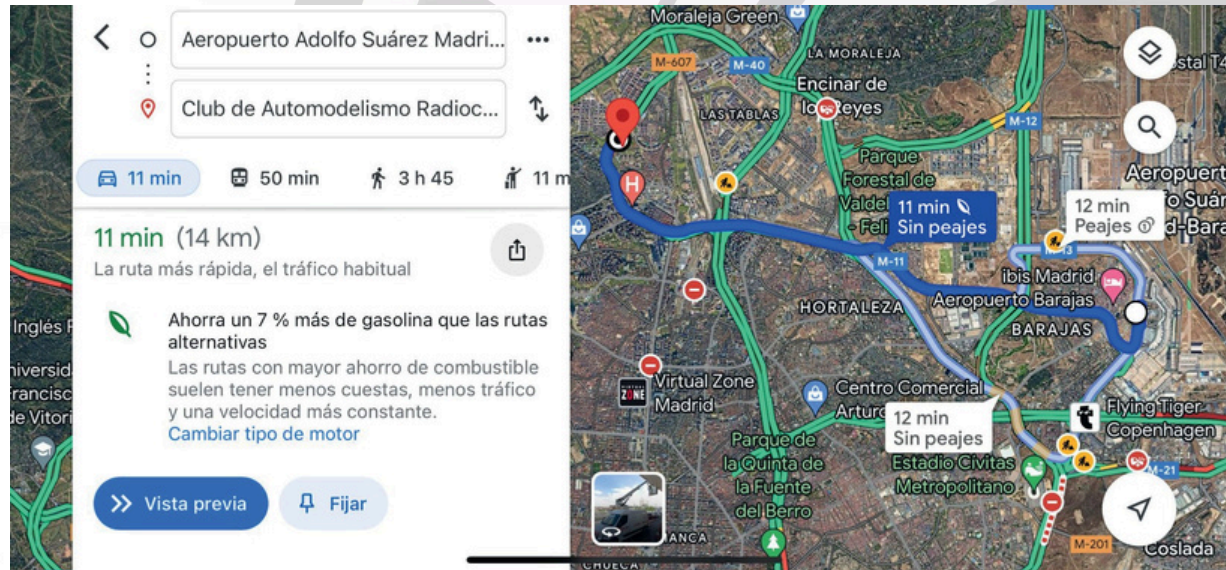 Aeropuerto Adolfo Suárez Madri...
Club de Automodelismo Radioc...
11 min
50 min
3 h 45
11 m
11 min (14 km)
La ruta más rápida, el tráfico habitual
Ahorra un 7 % más de gasolina que las rutas
alternativas
Las rutas con mayor ahorro de combustible
suelen tener menos cuestas, menos tráfico
y una velocidad más constante.
Cambiar tipo de motor
Vista previa
Fijar
Inglés
Moraleja Green
LA MORALEJA
M-607
M-40
Encinar de
los Reyes
LAS TABLAS
M-12
Parque
Forestal de
H
11 min
Sin peajes
12 min
Peajes
M-11
M-13
ibis Madrid
Aeropuerto Barajas
HORTALEZA
BARAJAS
Virtual Zone
Madrid
VIRTUAL
ZONE
Centro Comercial
12 min
Sin peajes
Flying Tiger
Copenhagen
Parque de
la Quinta de
la Fuente
del Berro
Estadio Cívitas
Metropolitano
M-21
M-201
Coslada
CHUECA